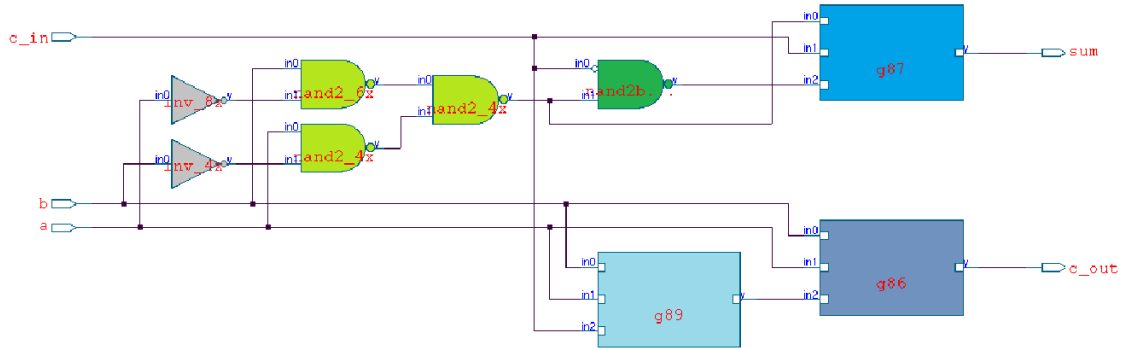 in0
c_in
in0
in0
y
in0
in1
y
sum
y
in0
y
g87
in0
inv_8x
y
in1
nand2_6x
y
in1
nand2b...
in2
nand2_4x
in1
in0
y
in0
inv_4x
y
in1
nand2_4x
b
a
in0
in0
in1
y
c_out
in1
y
in2
g86
g89
in2